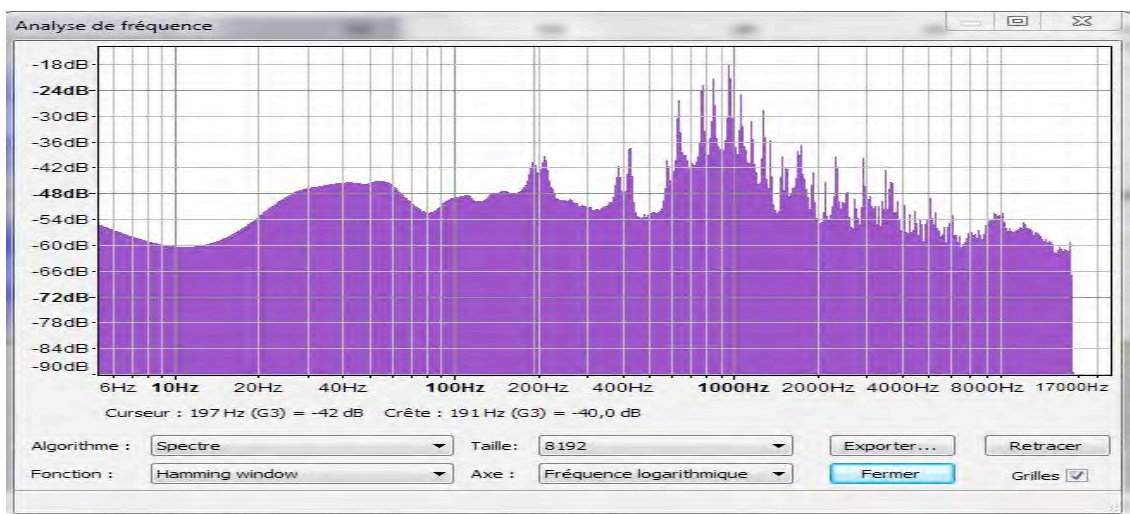 Analyse de fréquence
-18dB
-24dB
-30dB
-36dB
-42dB
-48dB
-54dB
-60dB
-66dB
-72dB
-78dB
-84dB
-90dB
6Hz 10Hz 20Hz 40Hz 100Hz 200Hz 400Hz 1000Hz 2000Hz 4000Hz 8000Hz 17000Hz
Curseur : 197 Hz (G3) = -42 dB Crête : 191 Hz (G3) = -40,0 dB
Algorithme : Spectre Taille: 8192 Exporter... Retracer
Fonction : Hamming window Axe : Fréquence logarithmique Fermer Grilles